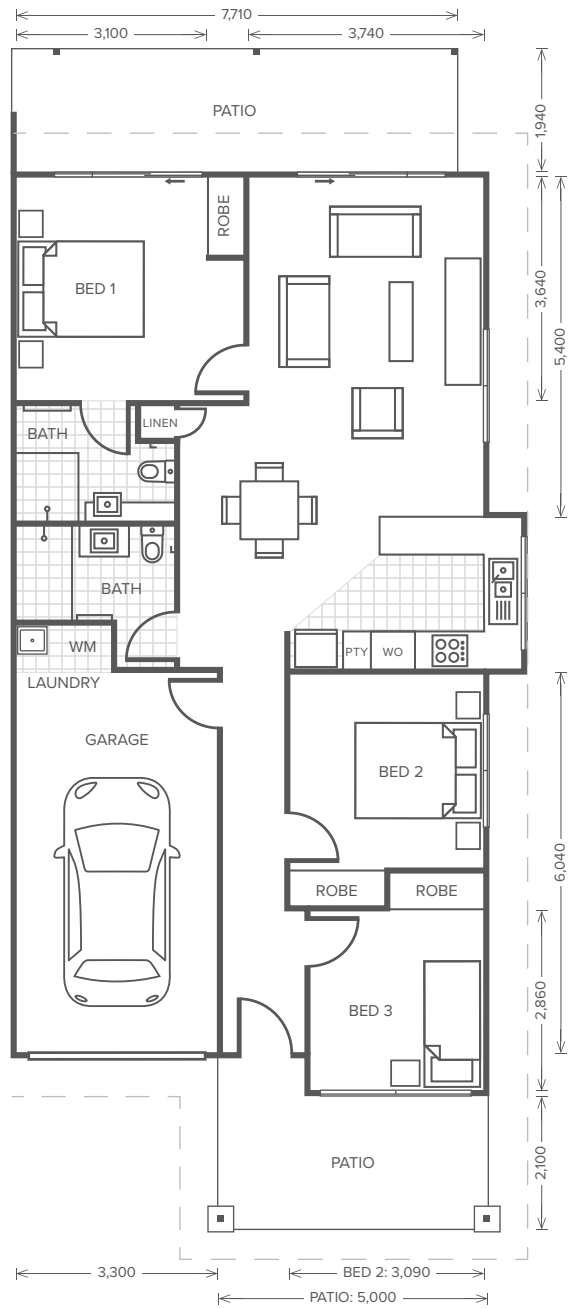 7,710
3,100
3,740
PATIO
1,940
ROBE
BED 1
3,640
5,400
LINEN
BATH
BATH
WM
PTY
WO
LAUNDRY
GARAGE
BED 2
6,040
ROBE
ROBE
BED 3
2,860
PATIO
2,100
3,300
BED 2: 3,090
PATIO: 5,000